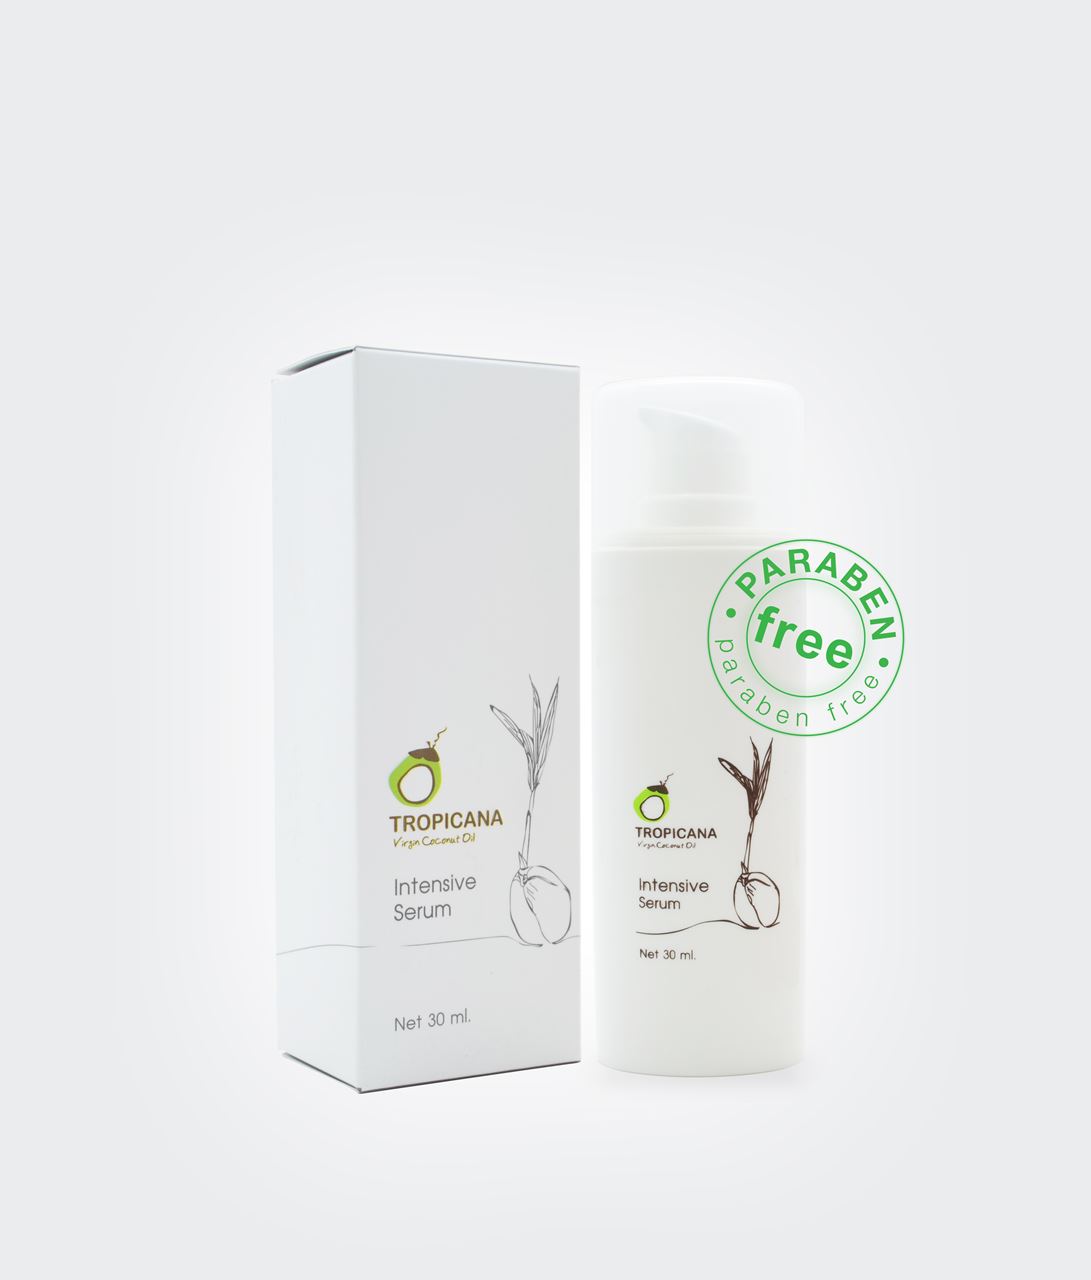 TROPICANA
Virgin Coconut Oil
Intensive
Serum
Net 30 ml.
PARABEN
free
paraben free
TROPICANA
Virgin Coconut Oil
Intensive
Serum
Net 30 ml.